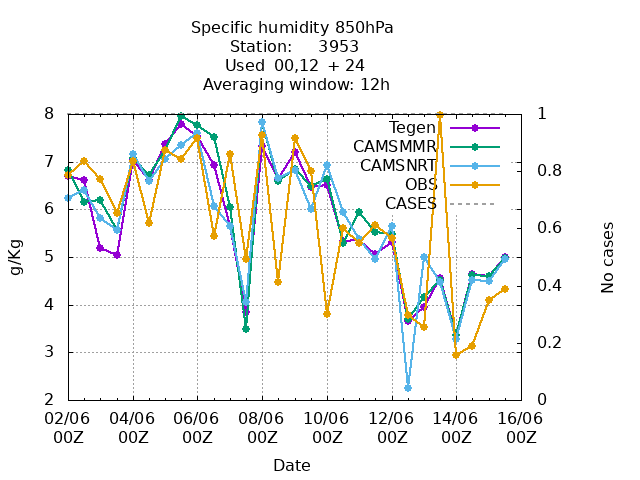 Specific humidity 850hPa
Station: 3953
Used 00,12 + 24
Averaging window: 12h
8 1
Tegen
CAMSMMR
7 CAMSNRT 0.8
OBS
CASES
6 0.6
g/Kg No cases
5
4 0.4
3 0.2
2 0
02/06 04/06 06/06 08/06 10/06 12/06 14/06 16/06
00Z 00Z 00Z 00Z 00Z 00Z 00Z 00Z
Date